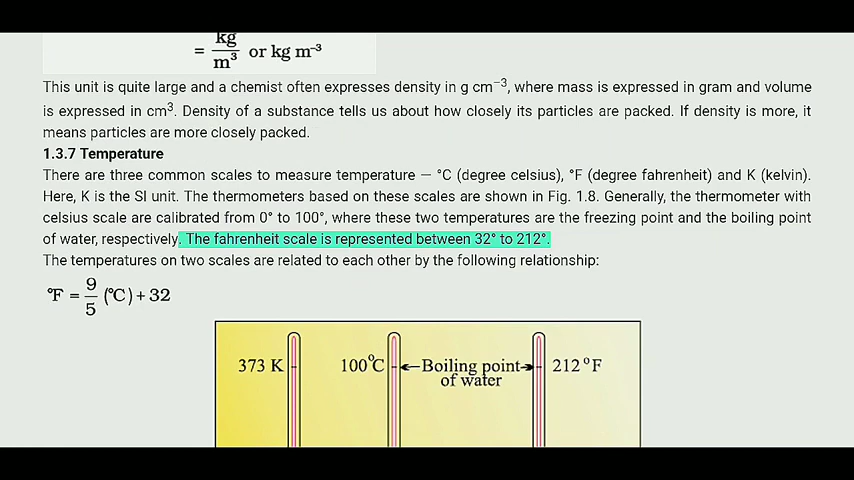 = kg/m³ or kg m⁻³
This unit is quite large and a chemist often expresses density in g cm⁻³, where mass is expressed in gram and volume
is expressed in cm³. Density of a substance tells us about how closely its particles are packed. If density is more, it
means particles are more closely packed.
1.3.7 Temperature
There are three common scales to measure temperature — °C (degree celsius), °F (degree fahrenheit) and K (kelvin).
Here, K is the SI unit. The thermometers based on these scales are shown in Fig. 1.8. Generally, the thermometer with
celsius scale are calibrated from 0° to 100°, where these two temperatures are the freezing point and the boiling point
of water, respectively. The fahrenheit scale is represented between 32° to 212°.
The temperatures on two scales are related to each other by the following relationship:
°F = 9/5 (°C) + 32
373 K 100°C Boiling point 212°F
of water